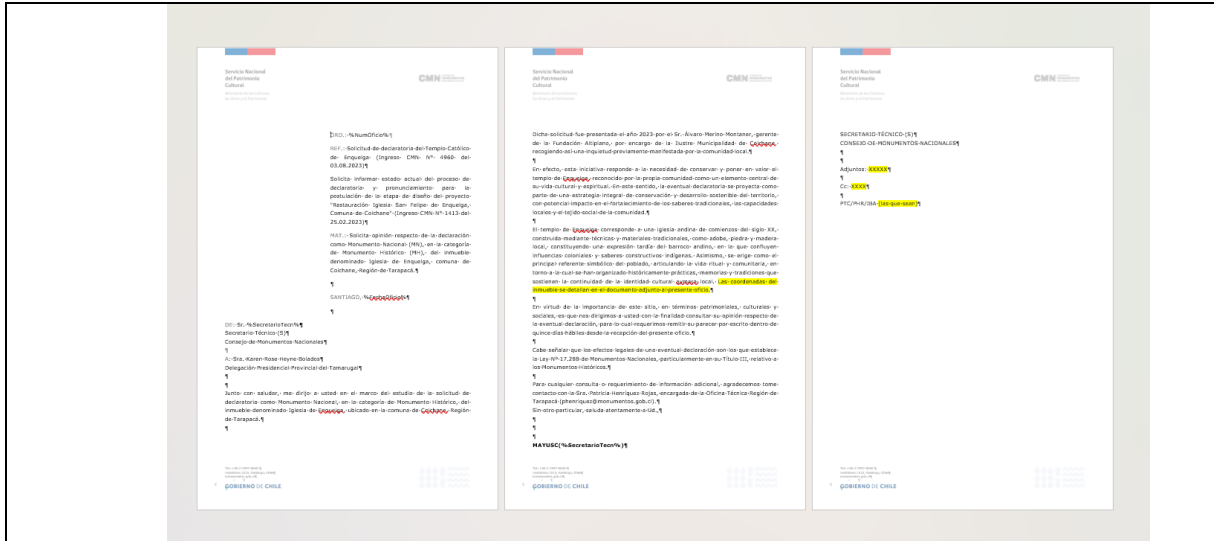 Servicio Nacional
del Patrimonio
Cultural
CMN
ORD.: %NumOficio%¶
REF.: Solicitud de declaratoria del Templo Católico
de Enquelga (Ingreso CMN N° 4960 del
03.08.2023)¶
Solicita informar estado actual del proceso de
declaratoria y pronunciamiento para la
postulación de la etapa de diseño del proyecto
"Restauración Iglesia San Felipe de Enquelga,
Comuna de Colchane" (Ingreso CMN N° 1413 del
25.02.2023)¶
MAT.: Solicita opinión respecto de la declaración
como Monumento Nacional (MN), en la categoría
de Monumento Histórico (MH), del inmueble
denominado Iglesia de Enquelga, comuna de
Colchane, Región de Tarapacá.¶
¶
SANTIAGO, %FechaOficio%¶
¶
DE: Sr. %SecretarioTecn%¶
Secretario Técnico (S)¶
Consejo de Monumentos Nacionales¶
¶
A: Sra. Karen Rose Heyne Bolados¶
Delegación Presidencial Provincial del Tamarugal¶
¶
¶
Junto con saludar, me dirijo a usted en el marco del estudio de la solicitud de
declaratoria como Monumento Nacional, en la categoría de Monumento Histórico, del
inmueble denominado Iglesia de Enquelga, ubicado en la comuna de Colchane, Región
de Tarapacá.¶
¶
GOBIERNO DE CHILE
Servicio Nacional
del Patrimonio
Cultural
CMN
Dicha solicitud fue presentada el año 2023 por el Sr. Álvaro Merino Montaner, gerente
de la Fundación Altiplano, por encargo de la Ilustre Municipalidad de Colchane,
recogiendo así una inquietud previamente manifestada por la comunidad local.¶
¶
En efecto, esta iniciativa responde a la necesidad de conservar y poner en valor el
templo de Enquelga, reconocido por la propia comunidad como un elemento central de
su vida cultural y espiritual. En este sentido, la eventual declaratoria se proyecta como
parte de una estrategia integral de conservación y desarrollo sostenible del territorio,
con potencial impacto en el fortalecimiento de los saberes tradicionales, las capacidades
locales y el tejido social de la comunidad.¶
¶
El templo de Enquelga corresponde a una iglesia andina de comienzos del siglo XX,
construida mediante técnicas y materiales tradicionales, como adobe, piedra y madera
local, constituyendo una expresión tardía del barroco andino, en la que confluyen
influencias coloniales y saberes constructivos indígenas. Asimismo, se erige como el
principal referente simbólico del poblado, articulando la vida ritual y comunitaria, en
torno a la cual se han organizado históricamente prácticas, memorias y tradiciones que
sostienen la continuidad de la identidad cultural aymara local. Las coordenadas del
inmueble se detallan en el documento adjunto al presente oficio.¶
¶
En virtud de la importancia de este sitio, en términos patrimoniales, culturales y
sociales, es que nos dirigimos a usted con la finalidad consultar su opinión respecto de
la eventual declaración, para lo cual requerimos remitir su parecer por escrito dentro de
quince días hábiles desde la recepción del presente oficio.¶
¶
Cabe señalar que los efectos legales de una eventual declaración son los que establece
la Ley N° 17.288 de Monumentos Nacionales, particularmente en su Título III, relativo a
los Monumentos Históricos.¶
¶
Para cualquier consulta o requerimiento de información adicional, agradecemos tome
contacto con la Sra. Patricia Henríquez Rojas, encargada de la Oficina Técnica Región de
Tarapacá (phenriquez@monumentos.gob.cl).¶
Sin otro particular, saluda atentamente a Ud.,¶
¶
¶
¶
MAYUSC(%SecretarioTecn%)¶
GOBIERNO DE CHILE
Servicio Nacional
del Patrimonio
Cultural
CMN
SECRETARIO TÉCNICO (S)¶
CONSEJO DE MONUMENTOS NACIONALES¶
¶
¶
Adjuntos: XXXXX¶
¶
Cc: XXXX¶
¶
PTC/PHR/IBA (las que sean)¶
¶
GOBIERNO DE CHILE